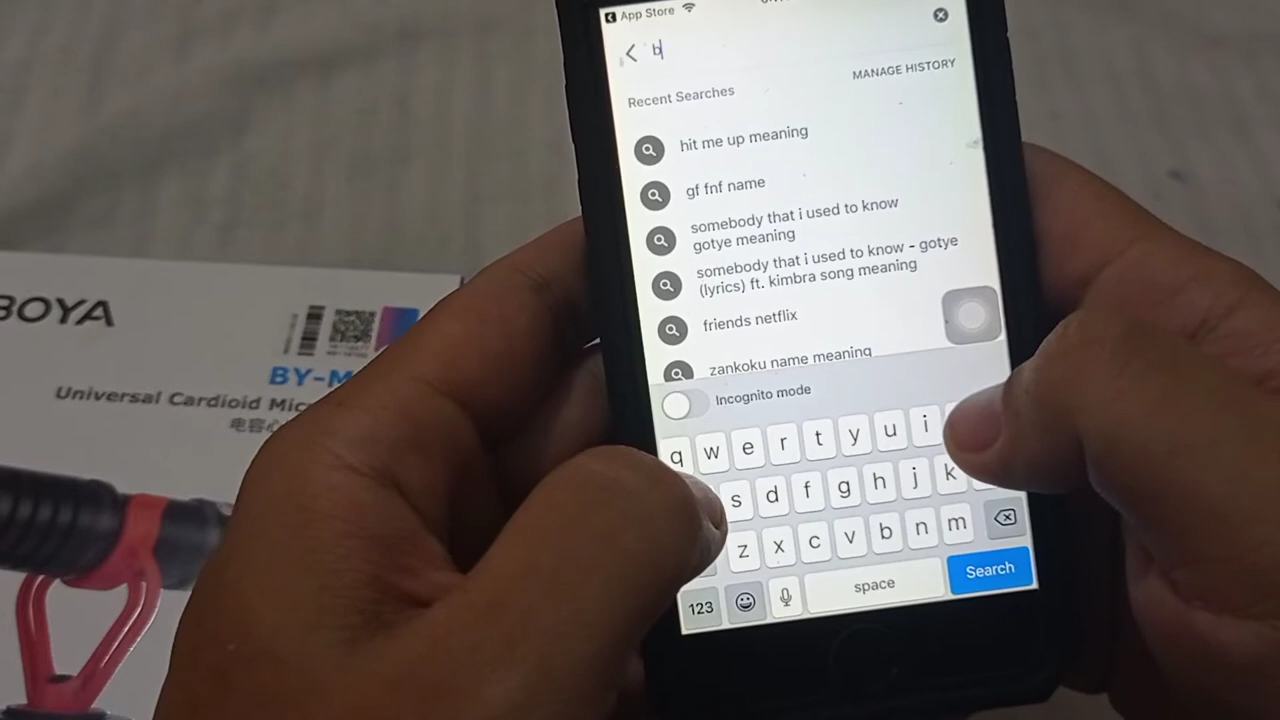 App Store
b
MANAGE HISTORY
Recent Searches
hit me up meaning
gf fnf name
somebody that i used to know
gotye meaning
somebody that i used to know - gotye
(lyrics) ft. kimbra song meaning
friends netflix
zankoku name meaning
Incognito mode
q w e r t y u i
s d f g h j k
z x c v b n m
123 space Search
BOYA
BY-M
Universal Cardioid Mic
电容心